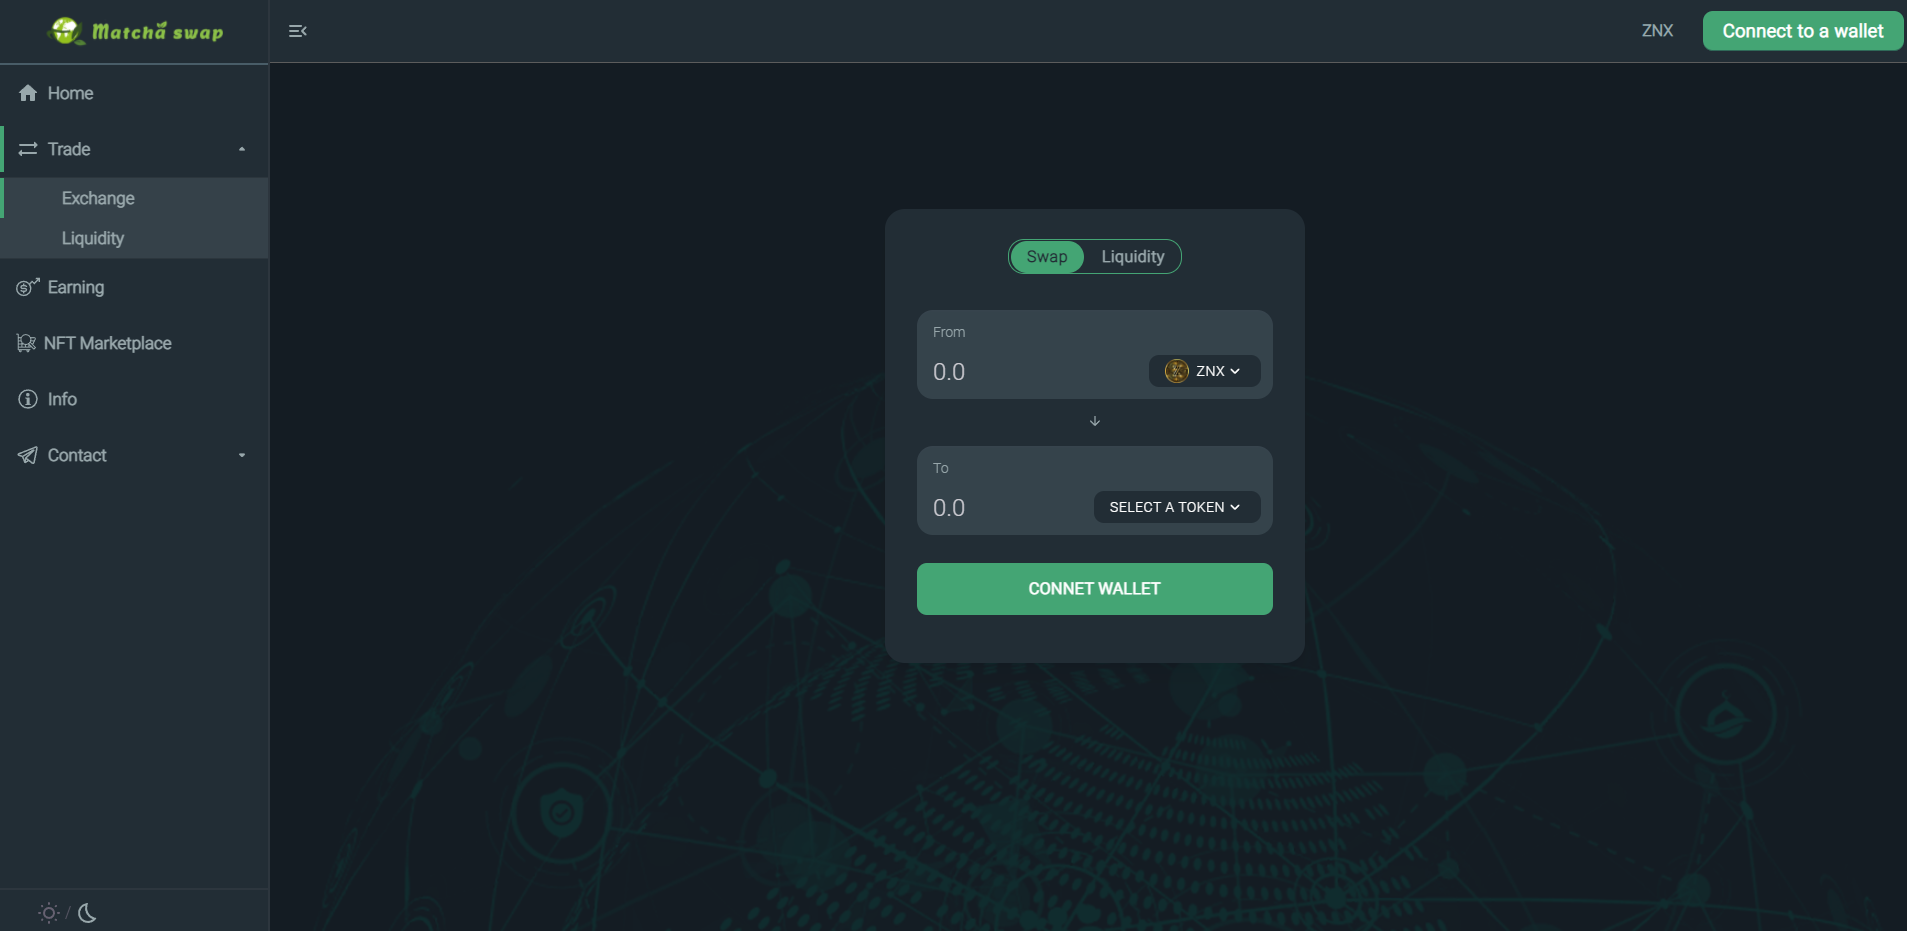 Matcha swap
ZNX
Connect to a wallet
Home
Trade
Exchange
Liquidity
Earning
NFT Marketplace
Info
Contact
/
Swap
Liquidity
From
0.0
ZNX
To
0.0
SELECT A TOKEN
CONNET WALLET